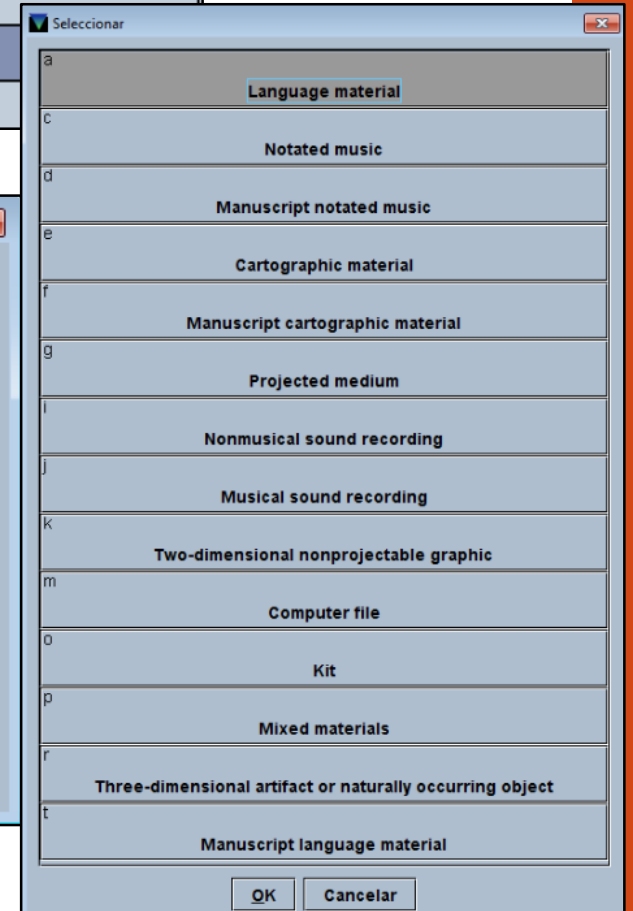 Seleccionar
a
Language material
c
Notated music
d
Manuscript notated music
e
Cartographic material
f
Manuscript cartographic material
g
Projected medium
i
Nonmusical sound recording
j
Musical sound recording
k
Two-dimensional nonprojectable graphic
m
Computer file
o
Kit
p
Mixed materials
r
Three-dimensional artifact or naturally occurring object
t
Manuscript language material
OK Cancelar